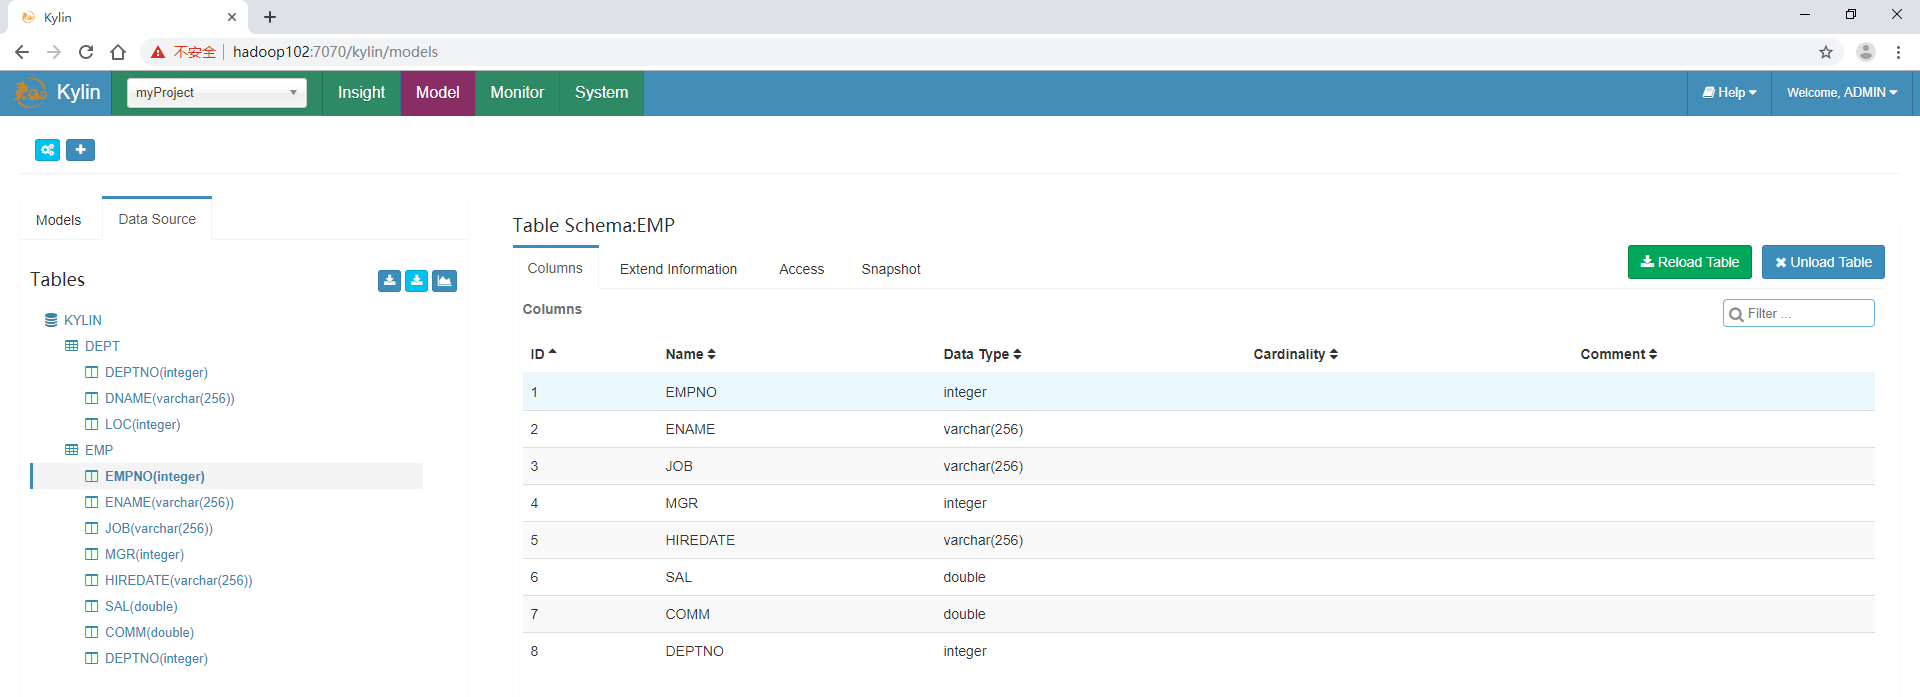 Kylin
不安全 hadoop102:7070/kylin/models
Kylin myProject Insight Model Monitor System Help Welcome, ADMIN
Models Data Source
Table Schema:EMP
Columns Extend Information Access Snapshot Reload Table Unload Table
Tables
Columns Filter ...
KYLIN
DEPT
DEPTNO(integer)
DNAME(varchar(256))
LOC(integer)
EMP
EMPNO(integer)
ENAME(varchar(256))
JOB(varchar(256))
MGR(integer)
HIREDATE(varchar(256))
SAL(double)
COMM(double)
DEPTNO(integer)
ID Name Data Type Cardinality Comment
1 EMPNO integer
2 ENAME varchar(256)
3 JOB varchar(256)
4 MGR integer
5 HIREDATE varchar(256)
6 SAL double
7 COMM double
8 DEPTNO integer